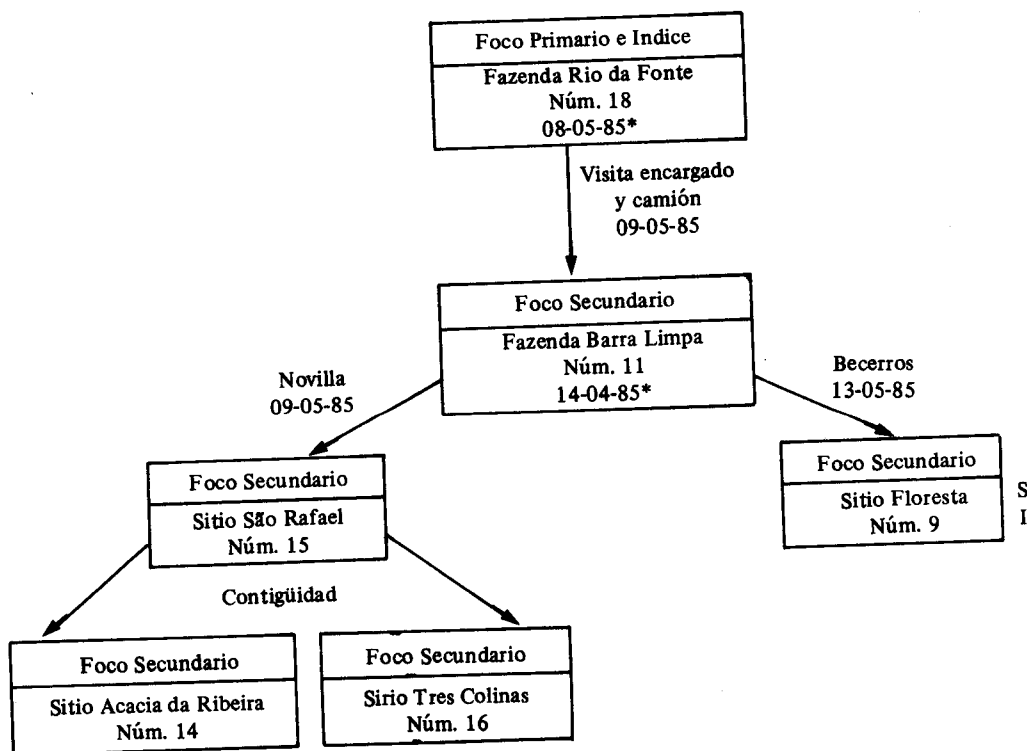 Foco Primario e Indice
Fazenda Rio da Fonte
Núm. 18
08-05-85*
Visita encargado
y camión
09-05-85
Foco Secundario
Fazenda Barra Limpa
Núm. 11
14-04-85*
Novilla
09-05-85
Becerros
13-05-85
Foco Secundario
Sitio São Rafael
Núm. 15
Foco Secundario
Sitio Floresta
Núm. 9
S
I
Contigüidad
Foco Secundario
Sitio Acacia da Ribeira
Núm. 14
Foco Secundario
Sirio Tres Colinas
Núm. 16